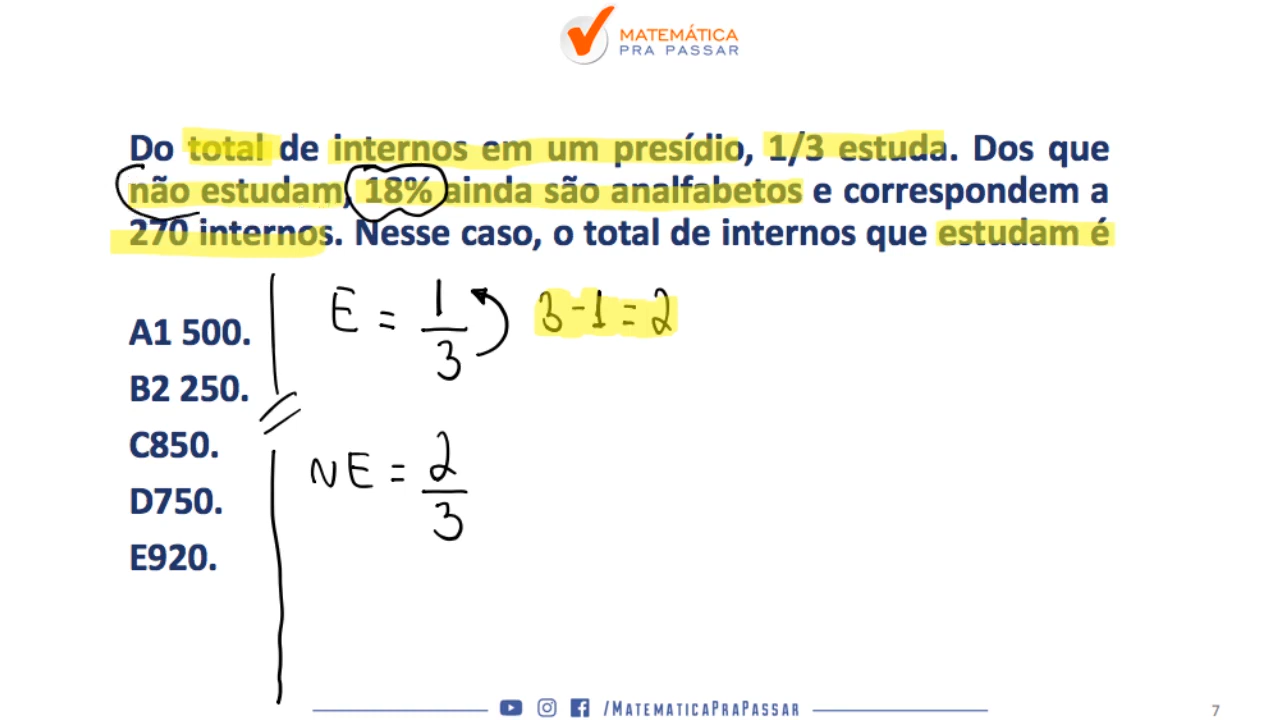 MATEMÁTICA
PRA PASSAR
Do total de internos em um presídio, 1/3 estuda. Dos que
não estudam, 18% ainda são analfabetos e correspondem a
270 internos. Nesse caso, o total de internos que estudam é
A1 500.
B2 250.
C850.
D750.
E920.
E = 1/3
3 - 1 = 2
NE = 2/3
/MATEMATICAPRAPASSAR
7